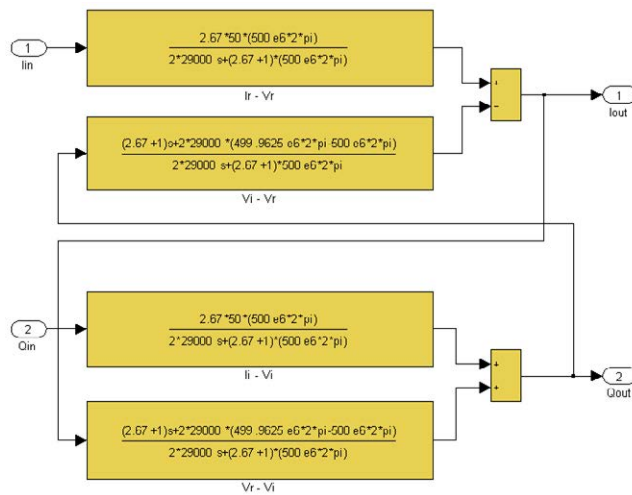 1
Iin
2.67*50*(500 e6*2*pi)
2*29000 s+(2.67 +1)*(500 e6*2*pi)
Ir - Vr
+
−
1
Iout
(2.67 +1)s+2*29000 *(499 .9625 e6*2*pi-500 e6*2*pi)
2*29000 s+(2.67 +1)*500 e6*2*pi
Vi - Vr
2
Qin
2.67*50*(500 e6*2*pi)
2*29000 s+(2.67 +1)*(500 e6*2*pi)
Ii - Vi
+
+
2
Qout
(2.67 +1)s+2*29000 *(499 .9625 e6*2*pi-500 e6*2*pi)
2*29000 s+(2.67 +1)*(500 e6*2*pi)
Vr - Vi